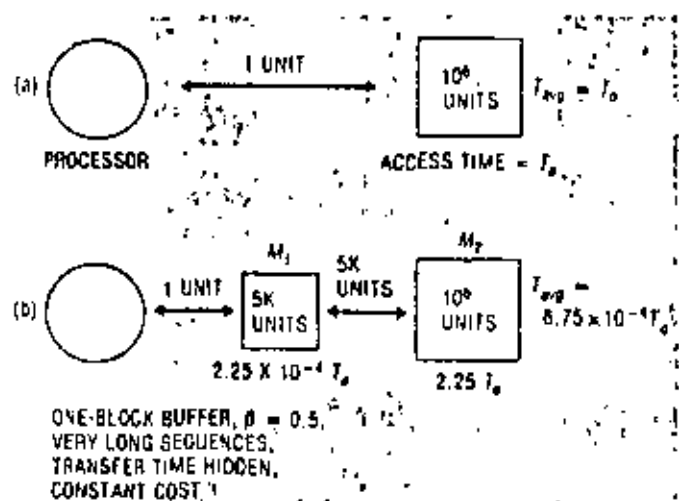 (a)
1 UNIT
10⁶
UNITS
T_avg = T_a
PROCESSOR
ACCESS TIME = T_a
(b)
1 UNIT
M₁
5K
UNITS
2.25 X 10⁻⁴ T_a
5X
UNITS
M₂
10⁶
UNITS
2.25 T_a
T_avg =
6.75 x 10⁻⁴ T_a
ONE-BLOCK BUFFER, β = 0.5,
VERY LONG SEQUENCES,
TRANSFER TIME HIDDEN,
CONSTANT COST